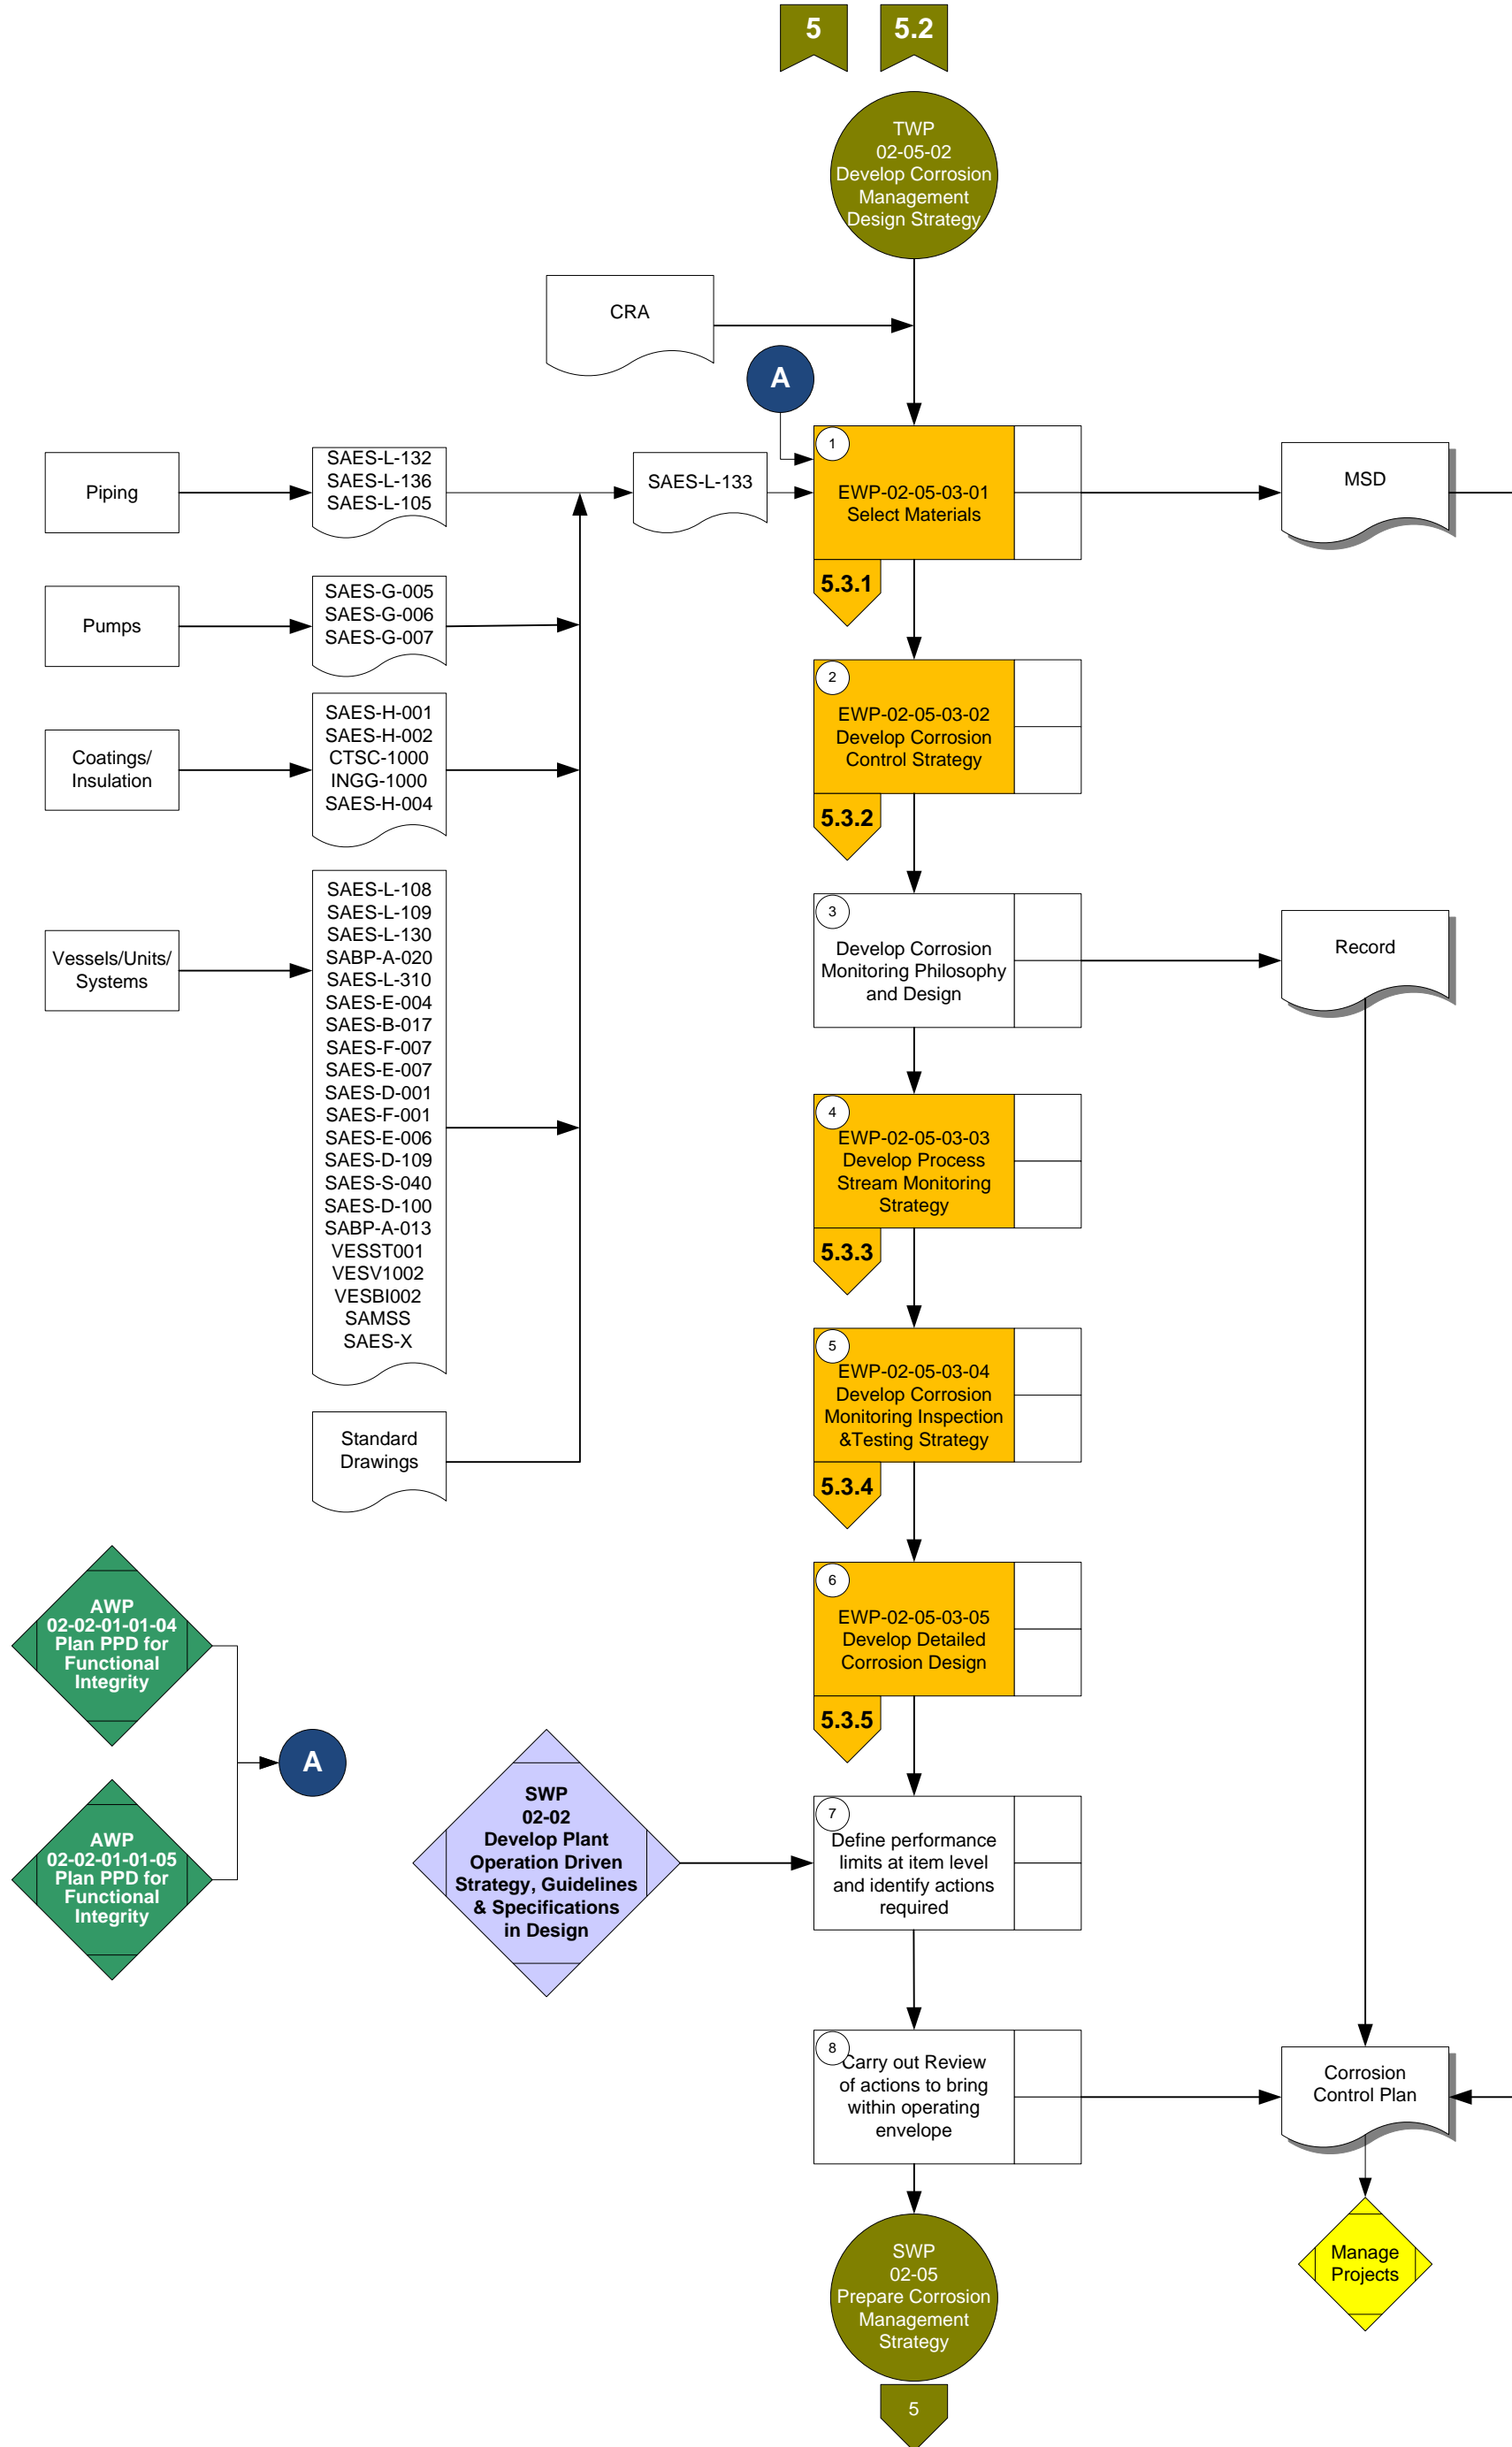 5
5.2
TWP
02-05-02
Develop Corrosion
Management
Design Strategy
CRA
A
Piping
SAES-L-132
SAES-L-136
SAES-L-105
SAES-L-133
1
EWP-02-05-03-01
Select Materials
5.3.1
MSD
Pumps
SAES-G-005
SAES-G-006
SAES-G-007
2
EWP-02-05-03-02
Develop Corrosion
Control Strategy
5.3.2
Coatings/
Insulation
SAES-H-001
SAES-H-002
CTSC-1000
INGG-1000
SAES-H-004
Vessels/Units/
Systems
SAES-L-108
SAES-L-109
SAES-L-130
SABP-A-020
SAES-L-310
SAES-E-004
SAES-B-017
SAES-F-007
SAES-E-007
SAES-D-001
SAES-F-001
SAES-E-006
SAES-D-109
SAES-S-040
SAES-D-100
SABP-A-013
VESST001
VESV1002
VESBI002
SAMSS
SAES-X
3
Develop Corrosion
Monitoring Philosophy
and Design
Record
4
EWP-02-05-03-03
Develop Process
Stream Monitoring
Strategy
5.3.3
5
EWP-02-05-03-04
Develop Corrosion
Monitoring Inspection
&Testing Strategy
5.3.4
Standard
Drawings
6
EWP-02-05-03-05
Develop Detailed
Corrosion Design
5.3.5
AWP
02-02-01-01-04
Plan PPD for
Functional
Integrity
A
AWP
02-02-01-01-05
Plan PPD for
Functional
Integrity
SWP
02-02
Develop Plant
Operation Driven
Strategy, Guidelines
& Specifications
in Design
7
Define performance
limits at item level
and identify actions
required
8
Carry out Review
of actions to bring
within operating
envelope
Corrosion
Control Plan
Manage
Projects
SWP
02-05
Prepare Corrosion
Management
Strategy
5